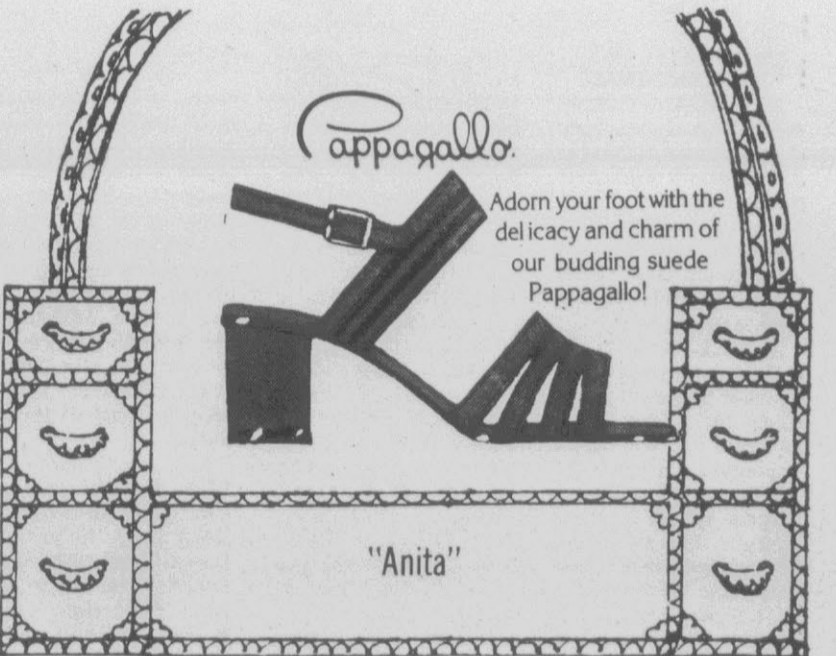 Pappagallo.
Adorn your foot with the
delicacy and charm of
our budding suede
Pappagallo!
"Anita"